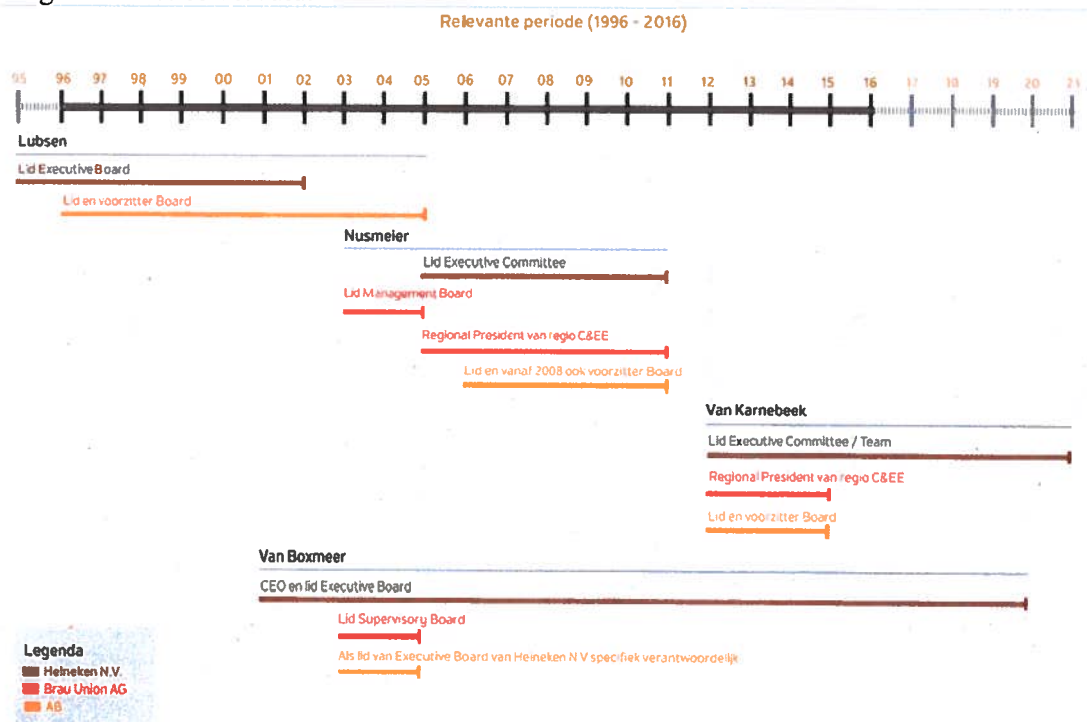 Relevante periode (1996 - 2016)
95 96 97 98 99 00 01 02 03 04 05 06 07 08 09 10 11 12 13 14 15 16 17 18 19 20 21
Lubsen
Lid Executive Board
Lid en voorzitter Board
Nusmeier
Lid Executive Committee
Lid Management Board
Regional President van regio C&EE
Lid en vanaf 2008 ook voorzitter Board
Van Karnebeek
Lid Executive Committee / Team
Regional President van regio C&EE
Lid en voorzitter Board
Van Boxmeer
CEO en lid Executive Board
Lid Supervisory Board
Als lid van Executive Board van Heineken N.V specifiek verantwoordelijk
Legenda
Heineken N.V.
Brau Union AG
AB